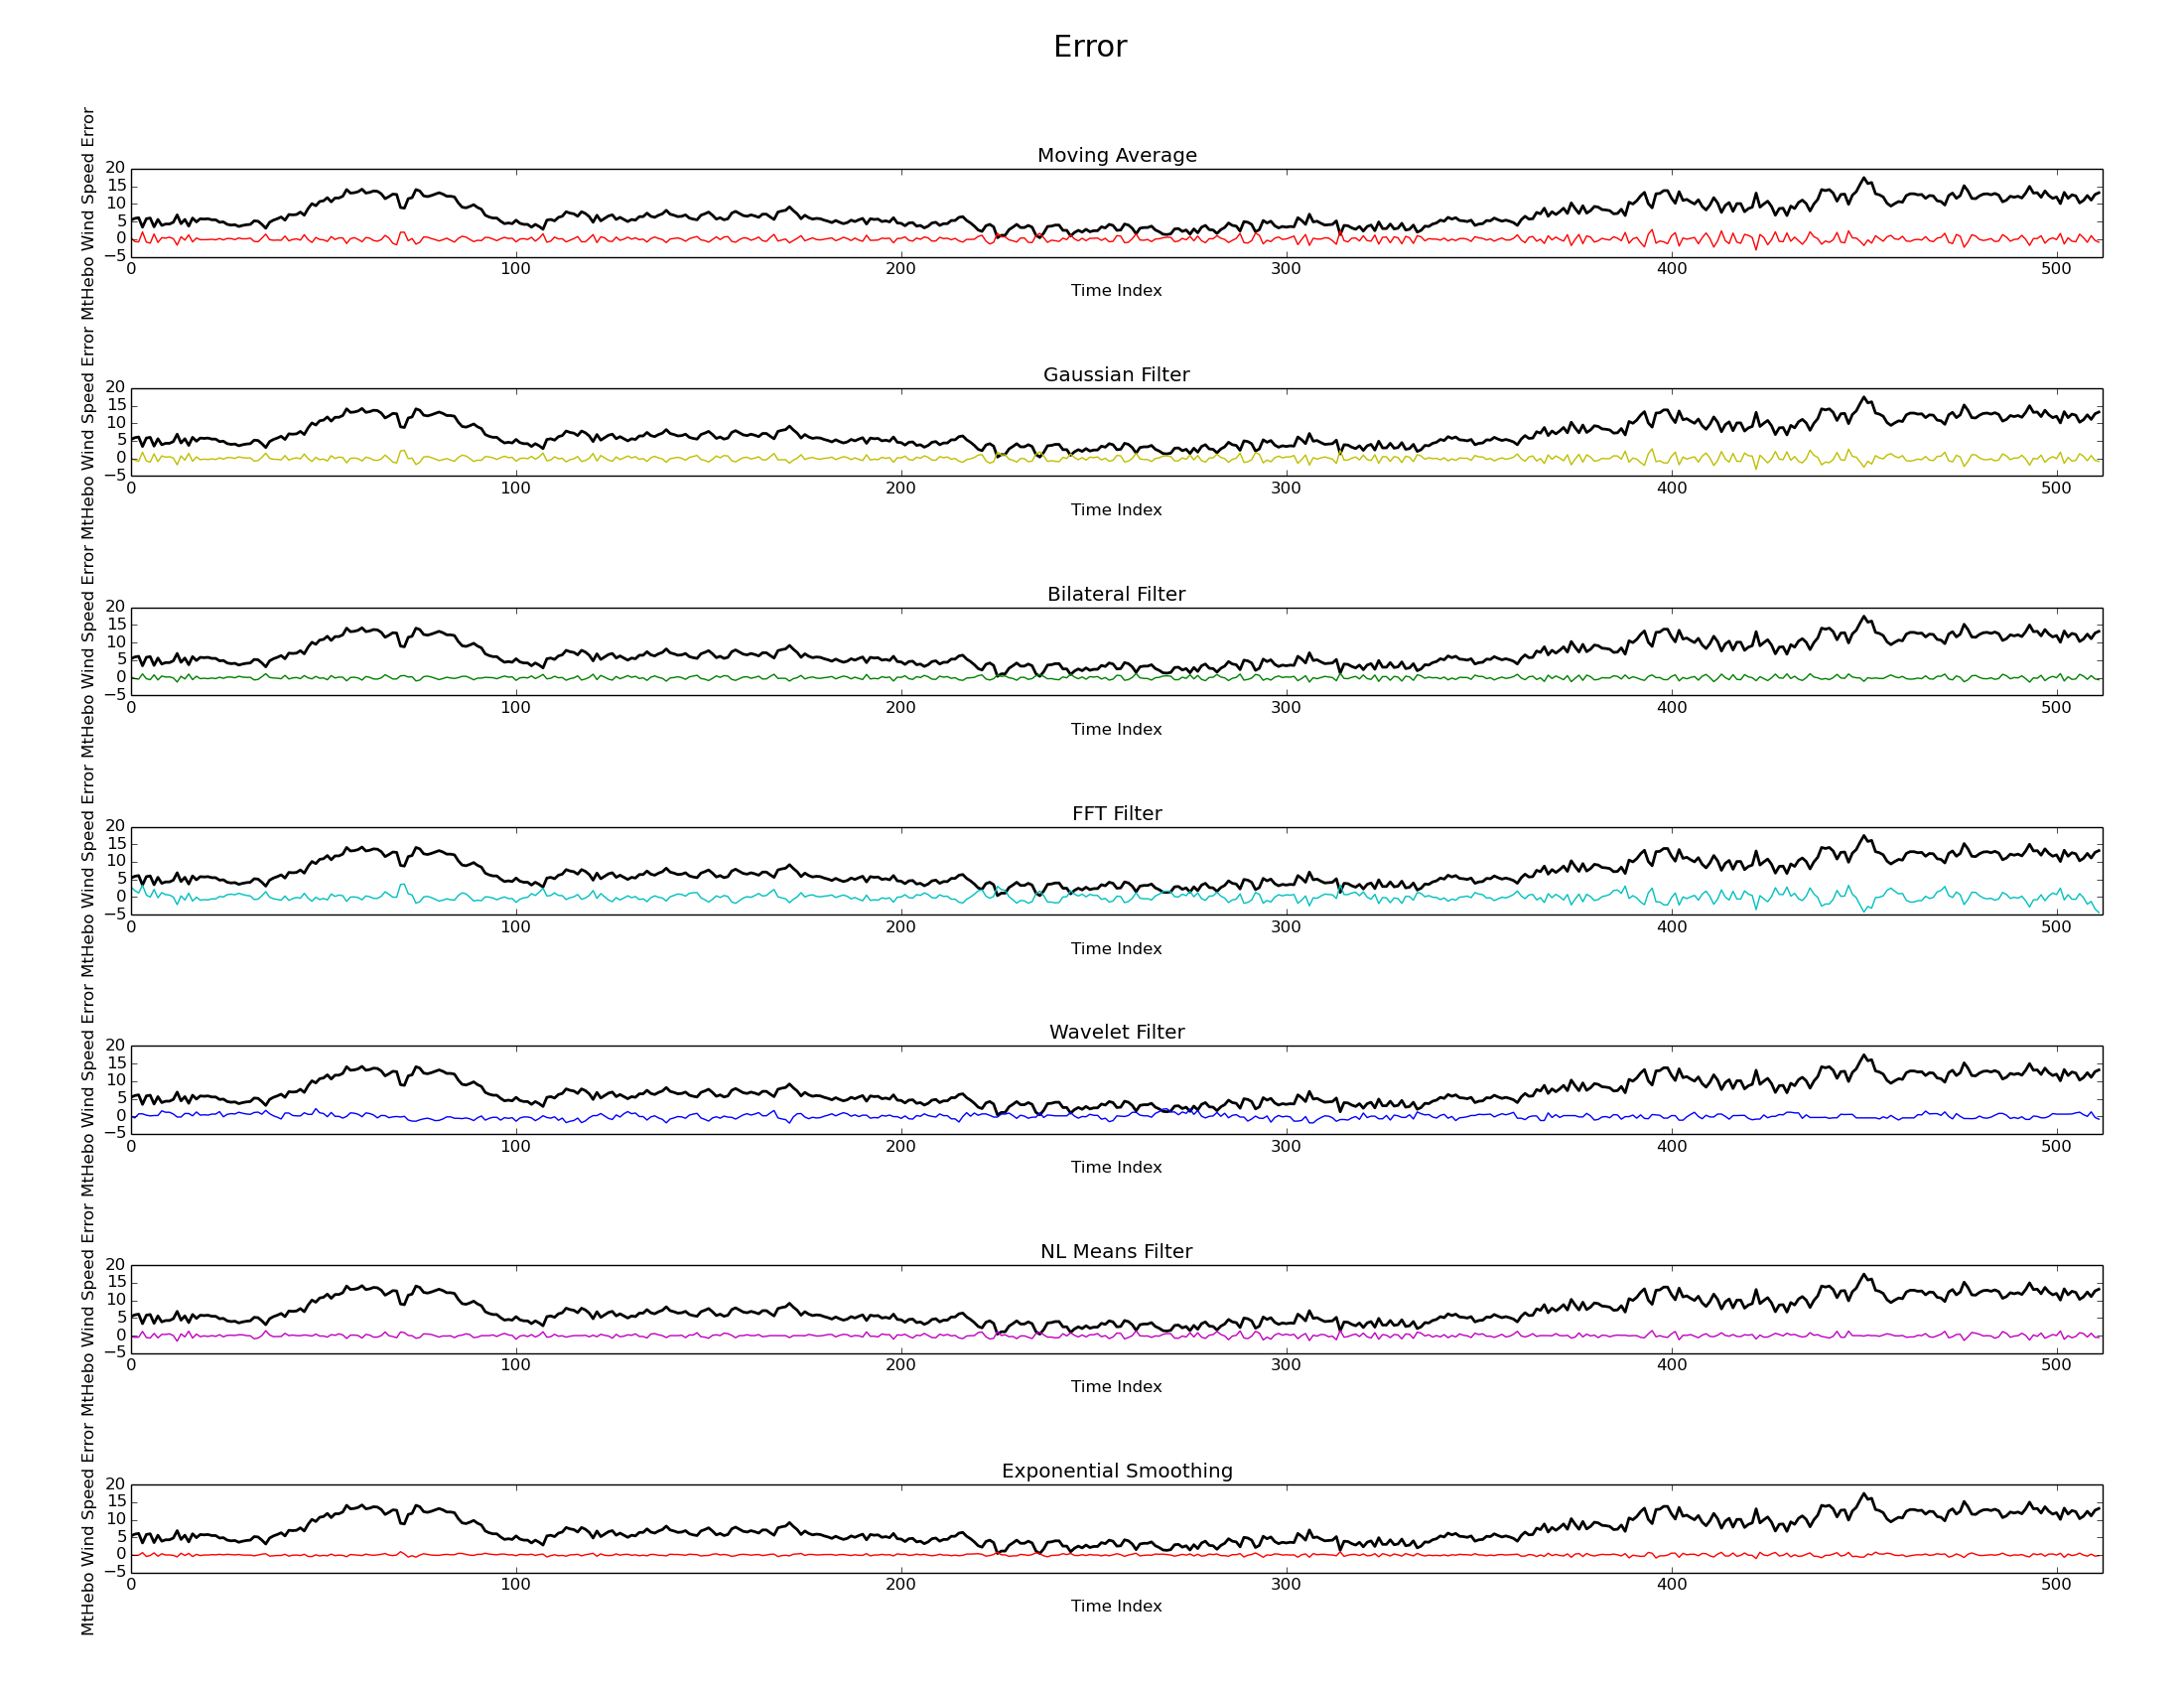 Error
Moving Average
MtHebo Wind Speed Error
20
15
10
5
0
−5
0 100 200 300 400 500
Time Index
Gaussian Filter
MtHebo Wind Speed Error
20
15
10
5
0
−5
0 100 200 300 400 500
Time Index
Bilateral Filter
MtHebo Wind Speed Error
20
15
10
5
0
−5
0 100 200 300 400 500
Time Index
FFT Filter
MtHebo Wind Speed Error
20
15
10
5
0
−5
0 100 200 300 400 500
Time Index
Wavelet Filter
MtHebo Wind Speed Error
20
15
10
5
0
−5
0 100 200 300 400 500
Time Index
NL Means Filter
MtHebo Wind Speed Error
20
15
10
5
0
−5
0 100 200 300 400 500
Time Index
Exponential Smoothing
MtHebo Wind Speed Error
20
15
10
5
0
−5
0 100 200 300 400 500
Time Index